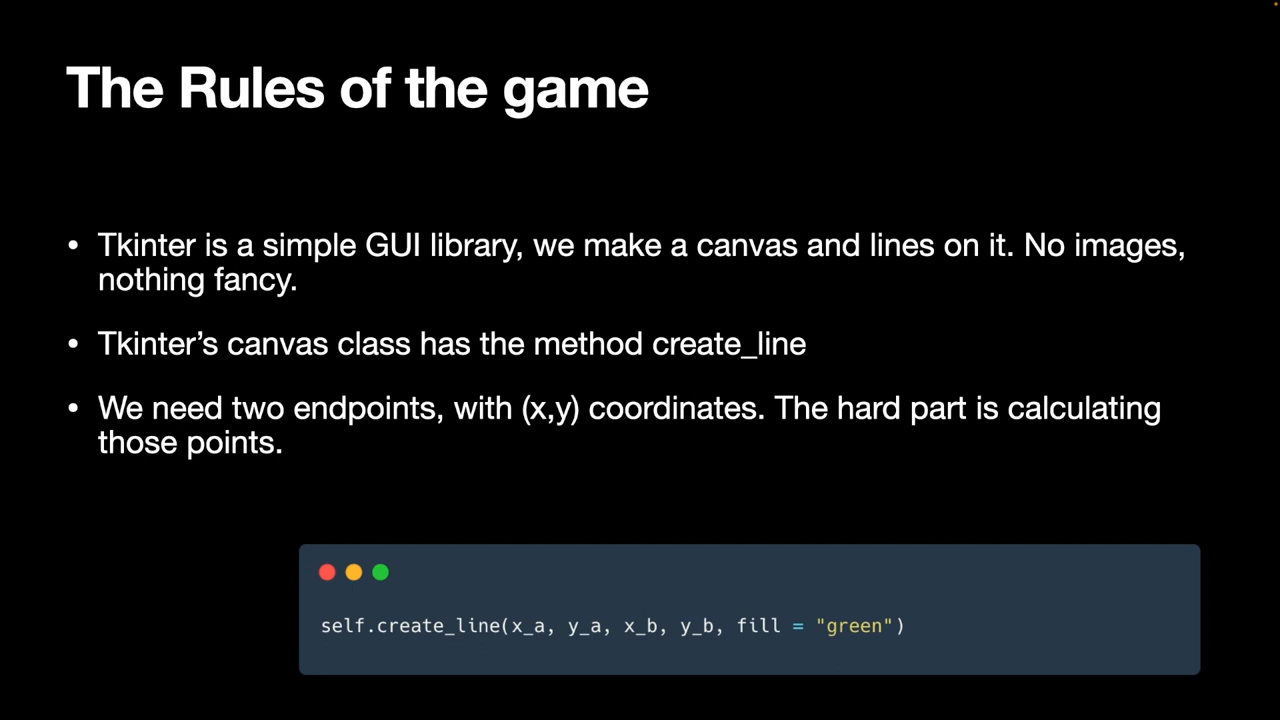 The Rules of the game
• Tkinter is a simple GUI library, we make a canvas and lines on it. No images,
nothing fancy.
• Tkinter’s canvas class has the method create_line
• We need two endpoints, with (x,y) coordinates. The hard part is calculating
those points.
self.create_line(x_a, y_a, x_b, y_b, fill = "green")